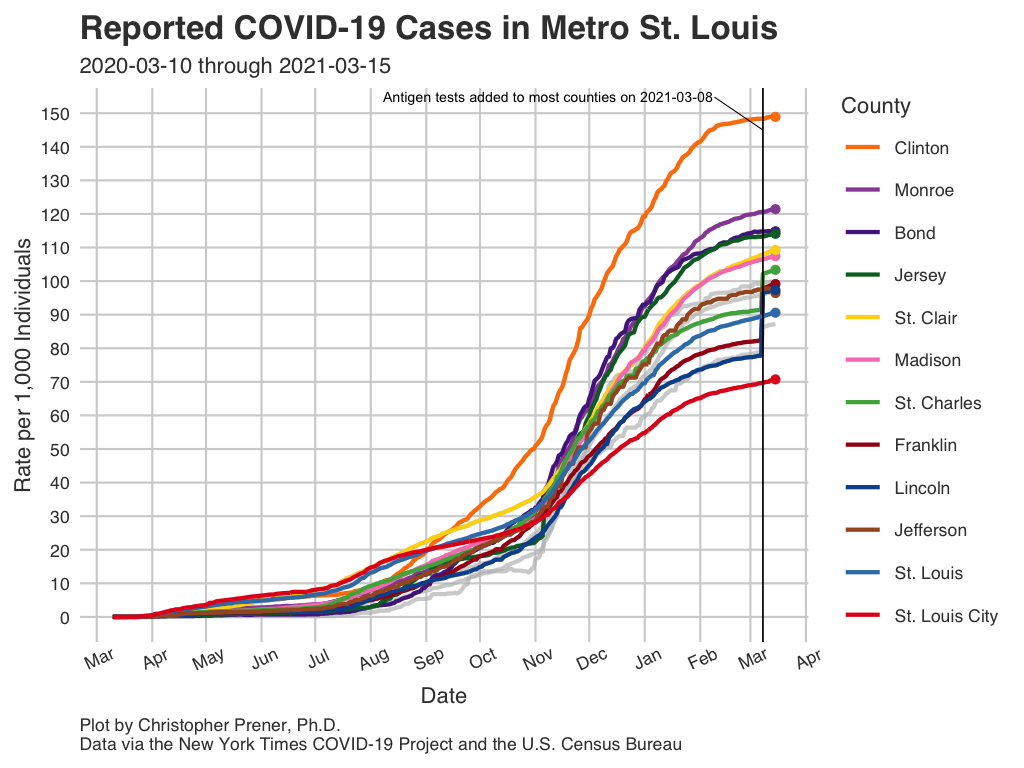 Reported COVID-19 Cases in Metro St. Louis
2020-03-10 through 2021-03-15
Antigen tests added to most counties on 2021-03-08
150
140
130
120
110
100
90
80
70
60
50
40
30
20
10
0
Rate per 1,000 Individuals
Mar
Apr
May
Jun
Jul
Aug
Sep
Oct
Nov
Dec
Jan
Feb
Mar
Apr
Date
County
Clinton
Monroe
Bond
Jersey
St. Clair
Madison
St. Charles
Franklin
Lincoln
Jefferson
St. Louis
St. Louis City
Plot by Christopher Prener, Ph.D.
Data via the New York Times COVID-19 Project and the U.S. Census Bureau